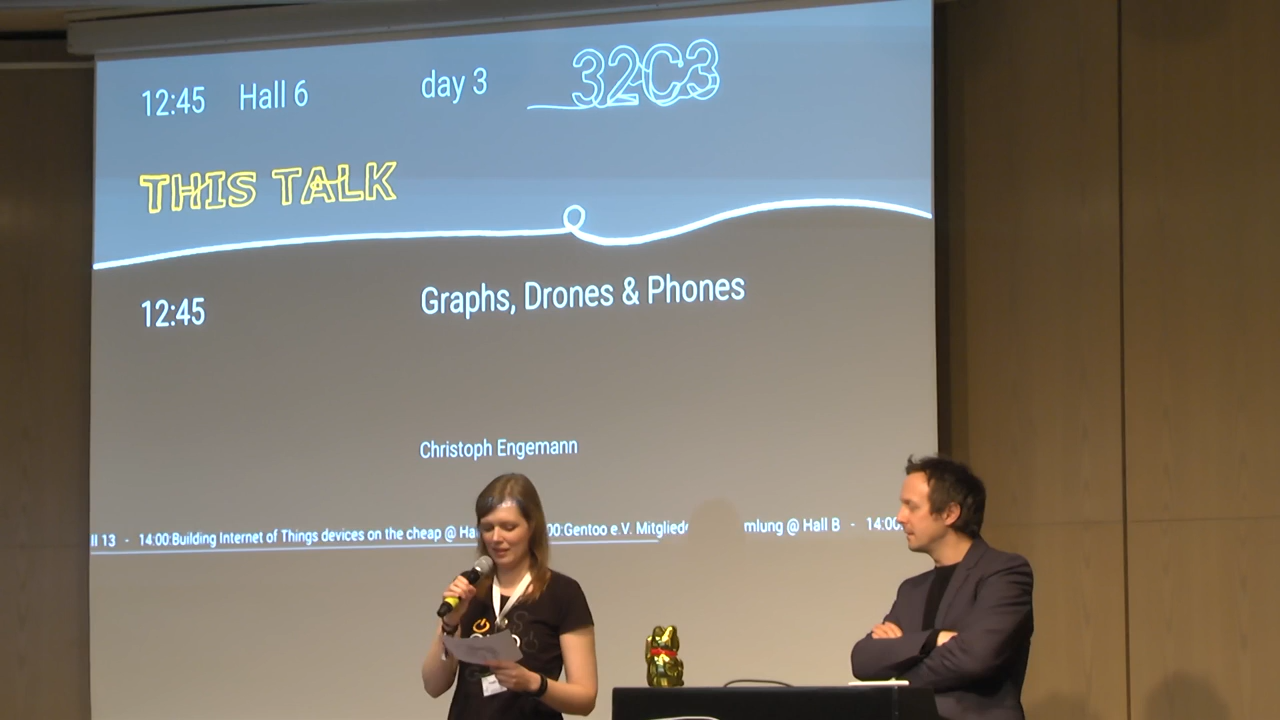 12:45 Hall 6 day 3 32C3
THIS TALK
12:45 Graphs, Drones & Phones
Christoph Engemann
ll 13 - 14:00:Building Internet of Things devices on the cheap @ Ha 00:Gentoo e.V. Mitgliede mlung @ Hall B - 14:00